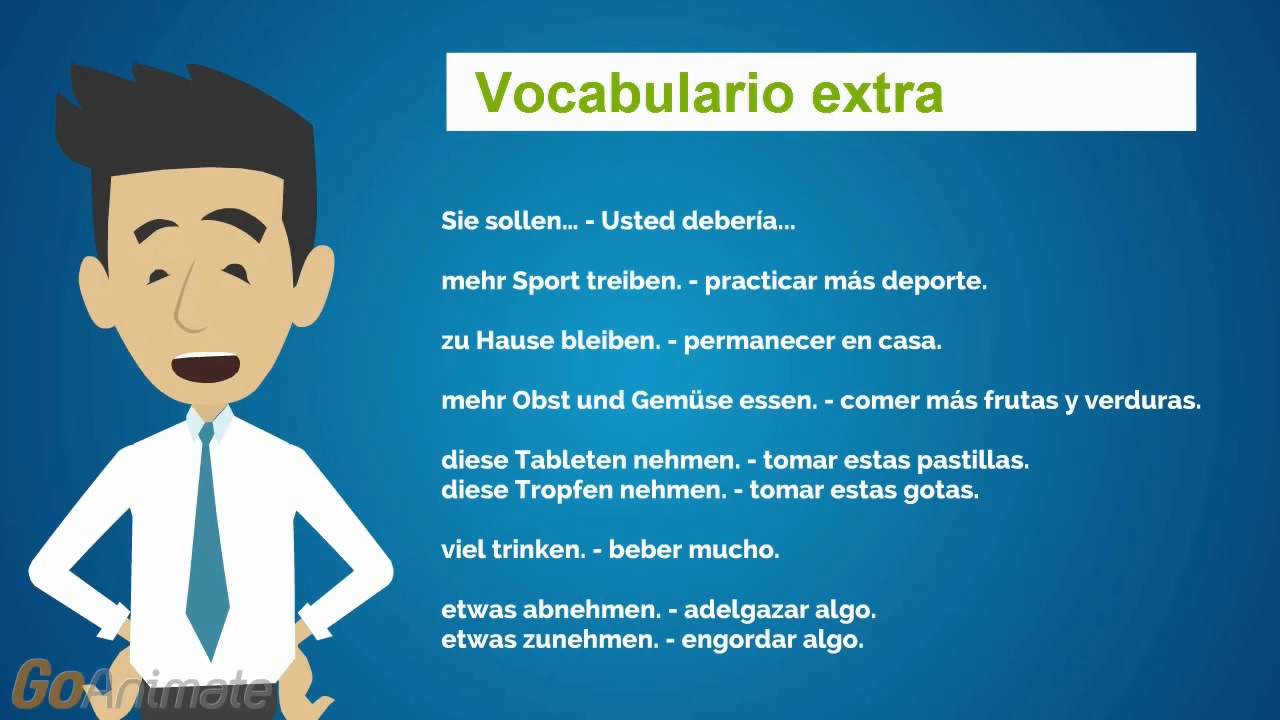 Vocabulario extra
Sie sollen... - Usted debería...
mehr Sport treiben. - practicar más deporte.
zu Hause bleiben. - permanecer en casa.
mehr Obst und Gemüse essen. - comer más frutas y verduras.
diese Tableten nehmen. - tomar estas pastillas.
diese Tropfen nehmen. - tomar estas gotas.
viel trinken. - beber mucho.
etwas abnehmen. - adelgazar algo.
etwas zunehmen. - engordar algo.
GoAnimate